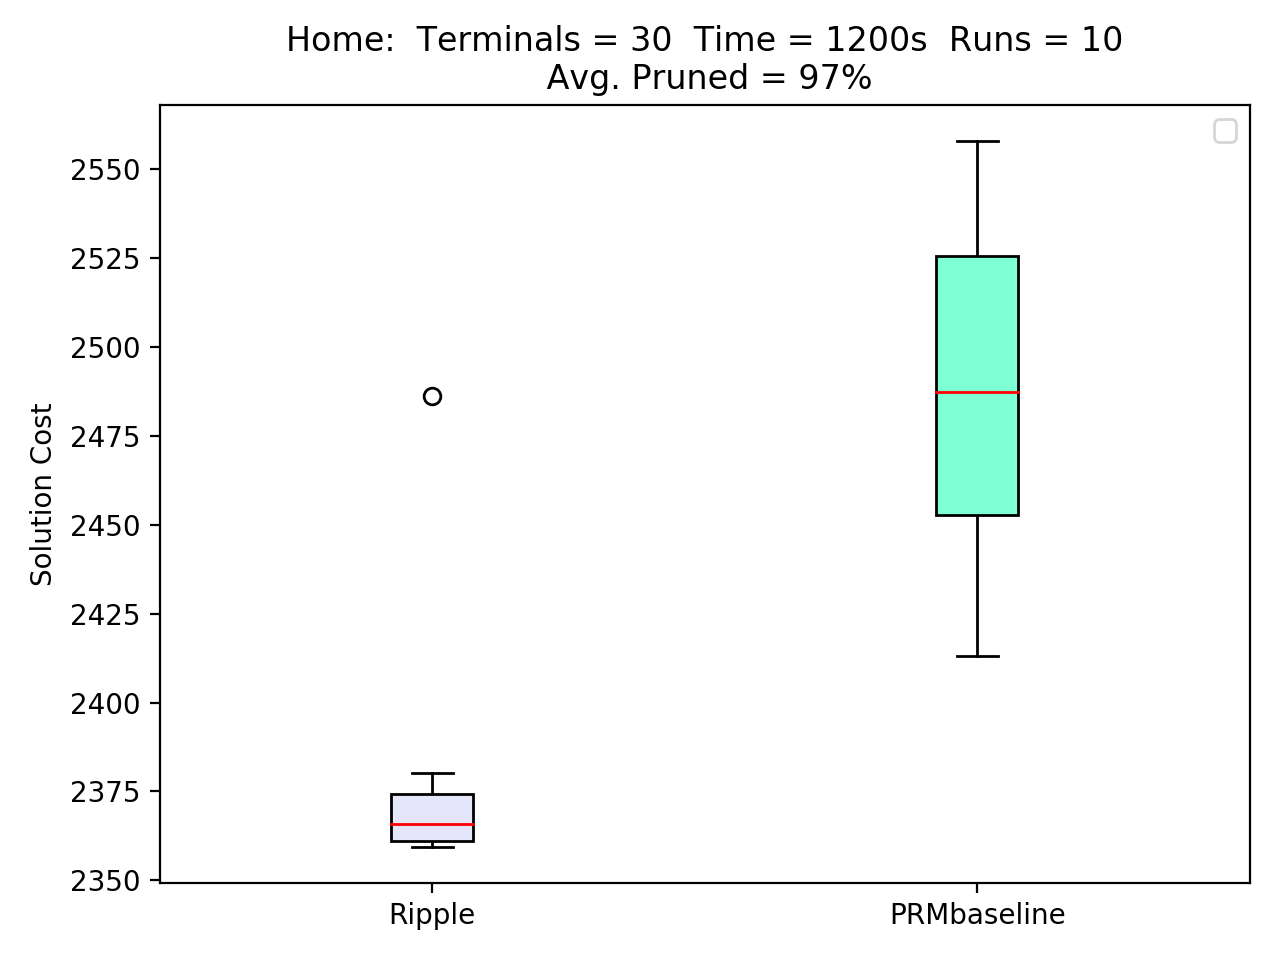 Home:  Terminals = 30  Time = 1200s  Runs = 10
Avg. Pruned = 97%
Solution Cost
2550
2525
2500
2475
2450
2425
2400
2375
2350
Ripple
PRMbaseline